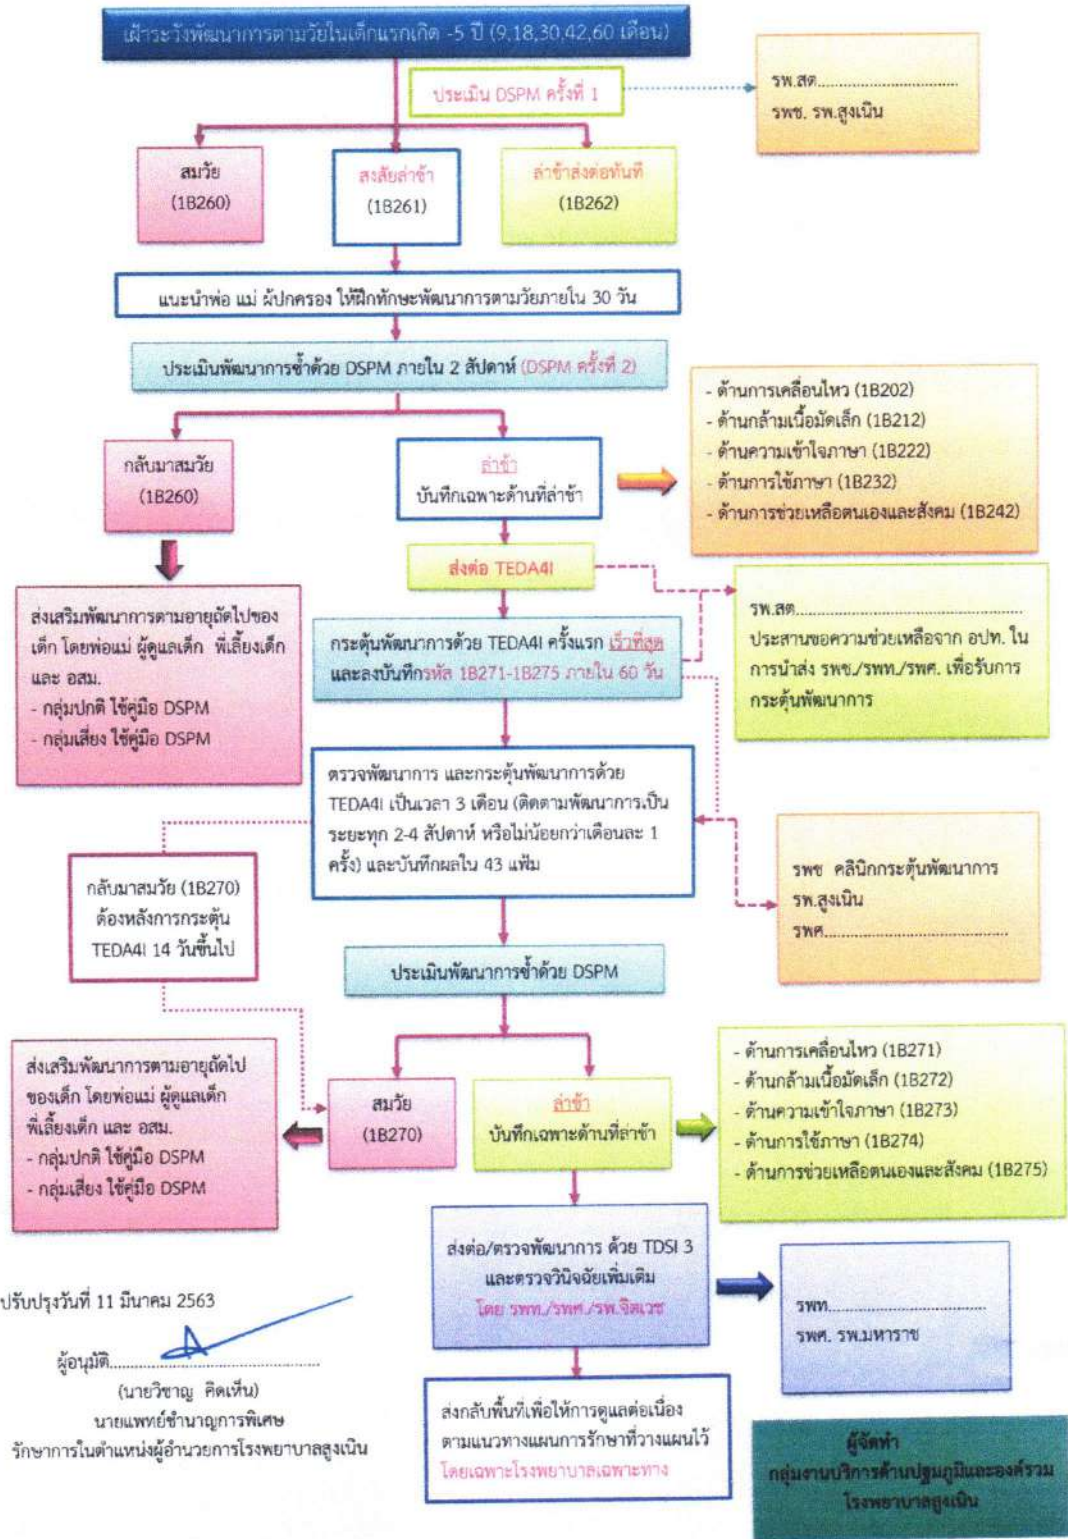 เฝ้าระวังพัฒนาการตามวัยในเด็กแรกเกิด -5 ปี (9,18,30,42,60 เดือน)
ประเมิน DSPM ครั้งที่ 1
รพ.สต................................
รพช. รพ.สูงเนิน
สมวัย
(1B260)
สงสัยล่าช้า
(1B261)
ล่าช้าส่งต่อทันที
(1B262)
แนะนำพ่อ แม่ ผู้ปกครอง ให้ฝึกทักษะพัฒนาการตามวัยภายใน 30 วัน
ประเมินพัฒนาการซ้ำด้วย DSPM ภายใน 2 สัปดาห์ (DSPM ครั้งที่ 2)
กลับมาสมวัย
(1B260)
ล่าช้า
บันทึกเฉพาะด้านที่ล่าช้า
- ด้านการเคลื่อนไหว (1B202)
- ด้านกล้ามเนื้อมัดเล็ก (1B212)
- ด้านความเข้าใจภาษา (1B222)
- ด้านการใช้ภาษา (1B232)
- ด้านการช่วยเหลือตนเองและสังคม (1B242)
ส่งต่อ TEDA4I
ส่งเสริมพัฒนาการตามอายุถัดไปของ
เด็ก โดยพ่อแม่ ผู้ดูแลเด็ก พี่เลี้ยงเด็ก
และ อสม.
- กลุ่มปกติ ใช้คู่มือ DSPM
- กลุ่มเสี่ยง ใช้คู่มือ DSPM
กระตุ้นพัฒนาการด้วย TEDA4I ครั้งแรก เร็วที่สุด
และลงบันทึกรหัส 1B271-1B275 ภายใน 60 วัน
รพ.สต....................................................
ประสานขอความช่วยเหลือจาก อปท. ใน
การนำส่ง รพช./รพท./รพศ. เพื่อรับการ
กระตุ้นพัฒนาการ
ตรวจพัฒนาการ และกระตุ้นพัฒนาการด้วย
TEDA4I เป็นเวลา 3 เดือน (ติดตามพัฒนาการเป็น
ระยะทุก 2-4 สัปดาห์ หรือไม่น้อยกว่าเดือนละ 1
ครั้ง) และบันทึกผลใน 43 แฟ้ม
กลับมาสมวัย (1B270)
ต้องหลังการกระตุ้น
TEDA4I 14 วันขึ้นไป
รพช คลินิกกระตุ้นพัฒนาการ
รพ.สูงเนิน
รพศ..........................................
ประเมินพัฒนาการซ้ำด้วย DSPM
ส่งเสริมพัฒนาการตามอายุถัดไป
ของเด็ก โดยพ่อแม่ ผู้ดูแลเด็ก
พี่เลี้ยงเด็ก และ อสม.
- กลุ่มปกติ ใช้คู่มือ DSPM
- กลุ่มเสี่ยง ใช้คู่มือ DSPM
สมวัย
(1B270)
ล่าช้า
บันทึกเฉพาะด้านที่ล่าช้า
- ด้านการเคลื่อนไหว (1B271)
- ด้านกล้ามเนื้อมัดเล็ก (1B272)
- ด้านความเข้าใจภาษา (1B273)
- ด้านการใช้ภาษา (1B274)
- ด้านการช่วยเหลือตนเองและสังคม (1B275)
ส่งต่อ/ตรวจพัฒนาการ ด้วย TDSI 3
และตรวจวินิจฉัยเพิ่มเติม
โดย รพท./รพศ./รพ.จิตเวช
รพท....................................
รพศ. รพ.มหาราช
ปรับปรุงวันที่ 11 มีนาคม 2563
ผู้อนุมัติ................................................
(นายวิชาญ คิดเห็น)
นายแพทย์ชำนาญการพิเศษ
รักษาการในตำแหน่งผู้อำนวยการโรงพยาบาลสูงเนิน
ส่งกลับพื้นที่เพื่อให้การดูแลต่อเนื่อง
ตามแนวทางแผนการรักษาที่วางแผนไว้
โดยเฉพาะโรงพยาบาลเฉพาะทาง
ผู้จัดทำ
กลุ่มงานบริการด้านปฐมภูมิและองค์รวม
โรงพยาบาลสูงเนิน